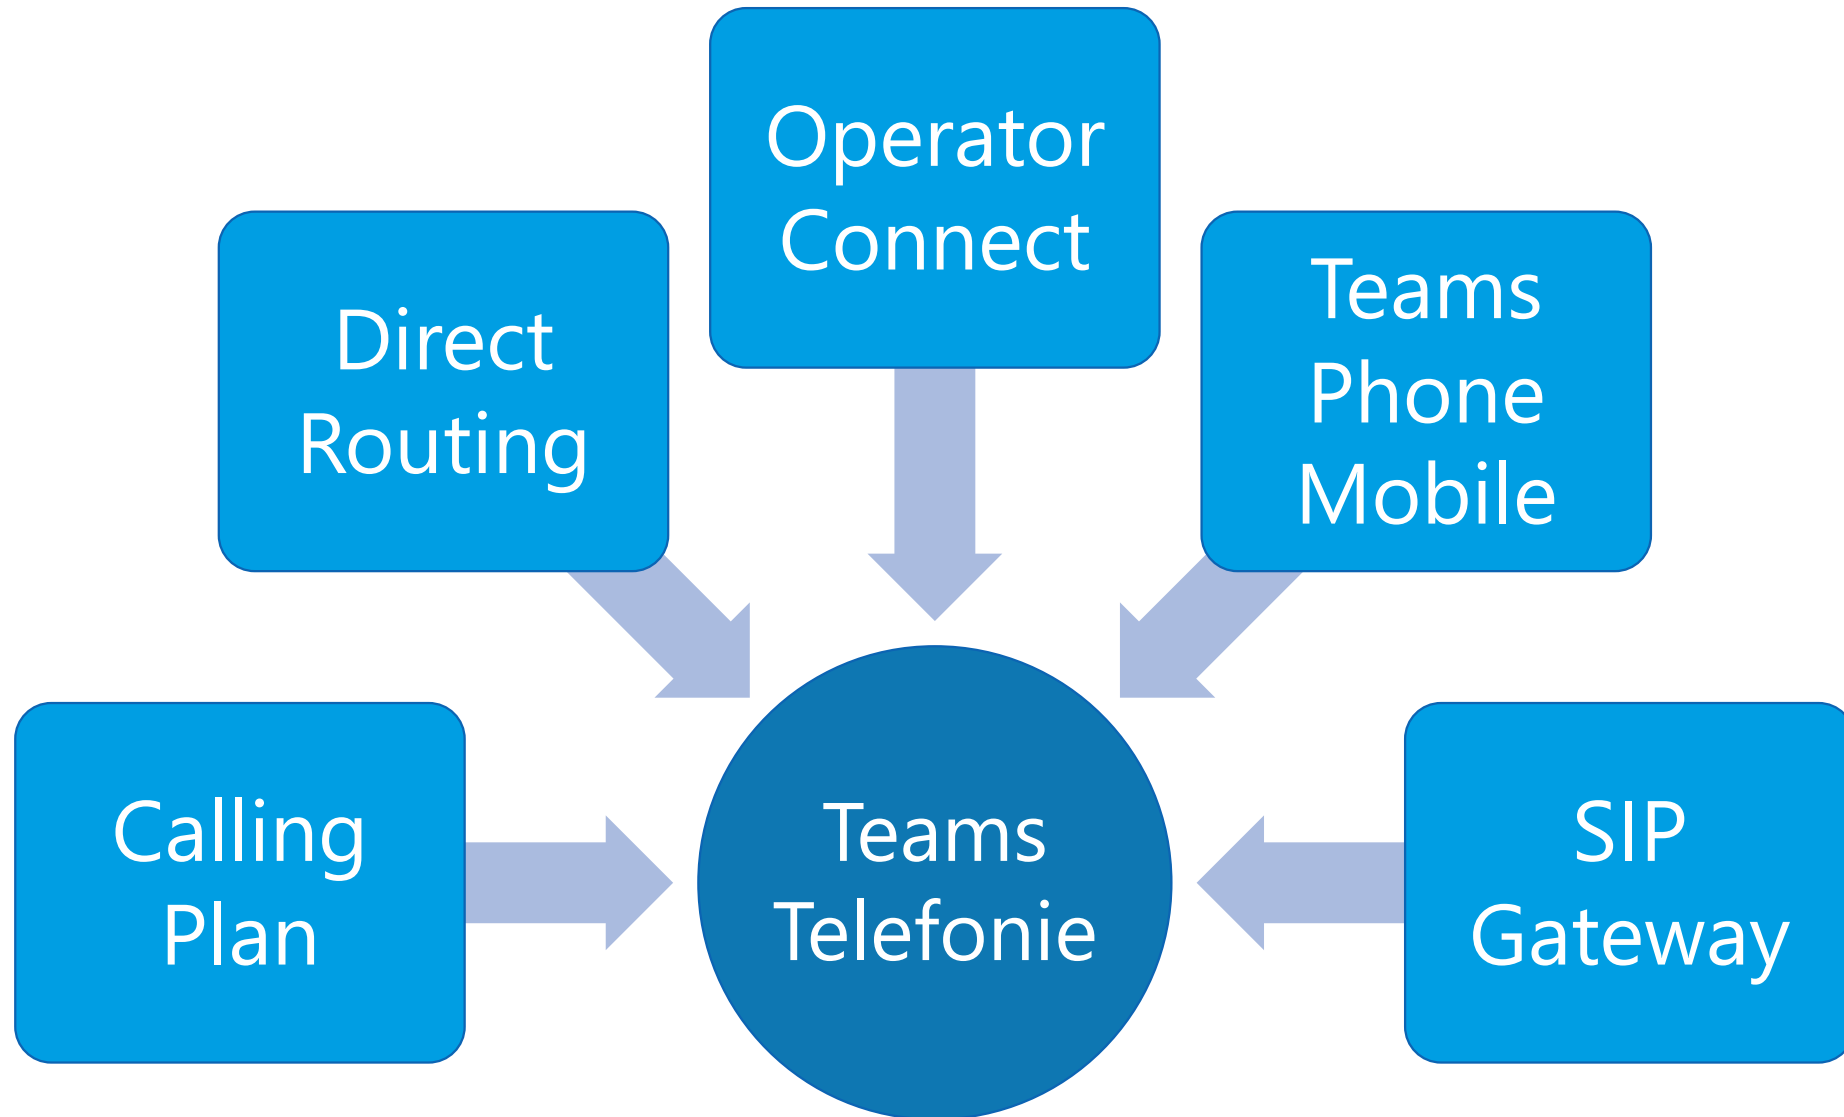 Operator
Connect
Direct
Routing
Teams
Phone
Mobile
Calling
Plan
Teams
Telefonie
SIP
Gateway